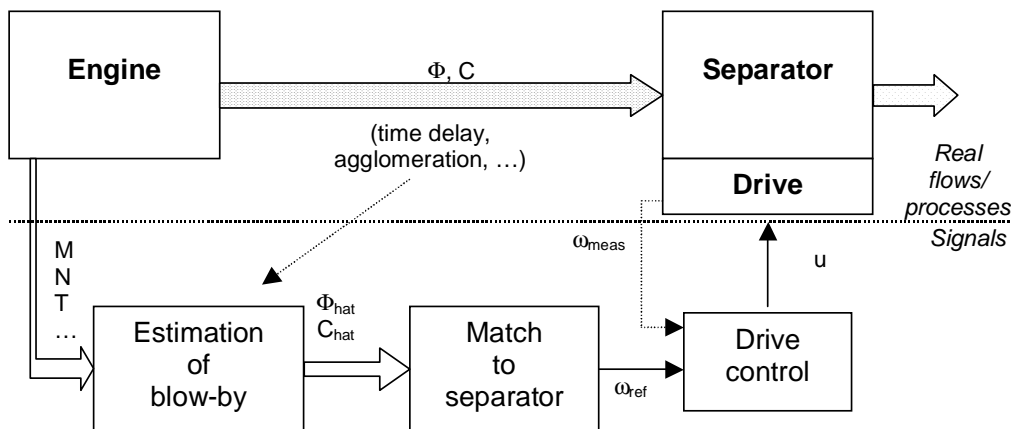 Engine
Φ, C
Separator
(time delay,
agglomeration, …)
Drive
Real
flows/
processes
Signals
ωmeas
u
M
N
T
…
Φhat
Chat
Estimation
of
blow-by
Match
to
separator
ωref
Drive
control